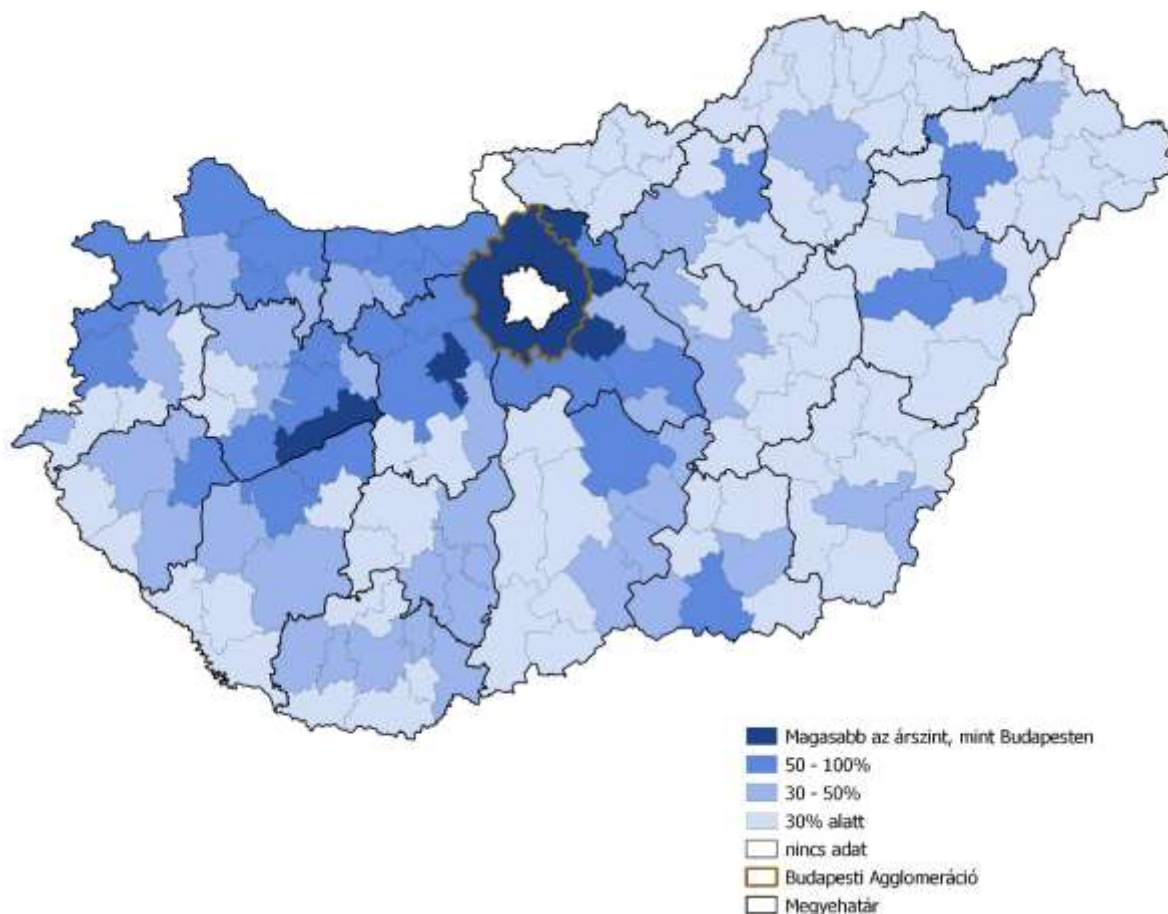 Magasabb az árszint, mint Budapesten
50 - 100%
30 - 50%
30% alatt
nincs adat
Budapesti Agglomeráció
Megyehatár